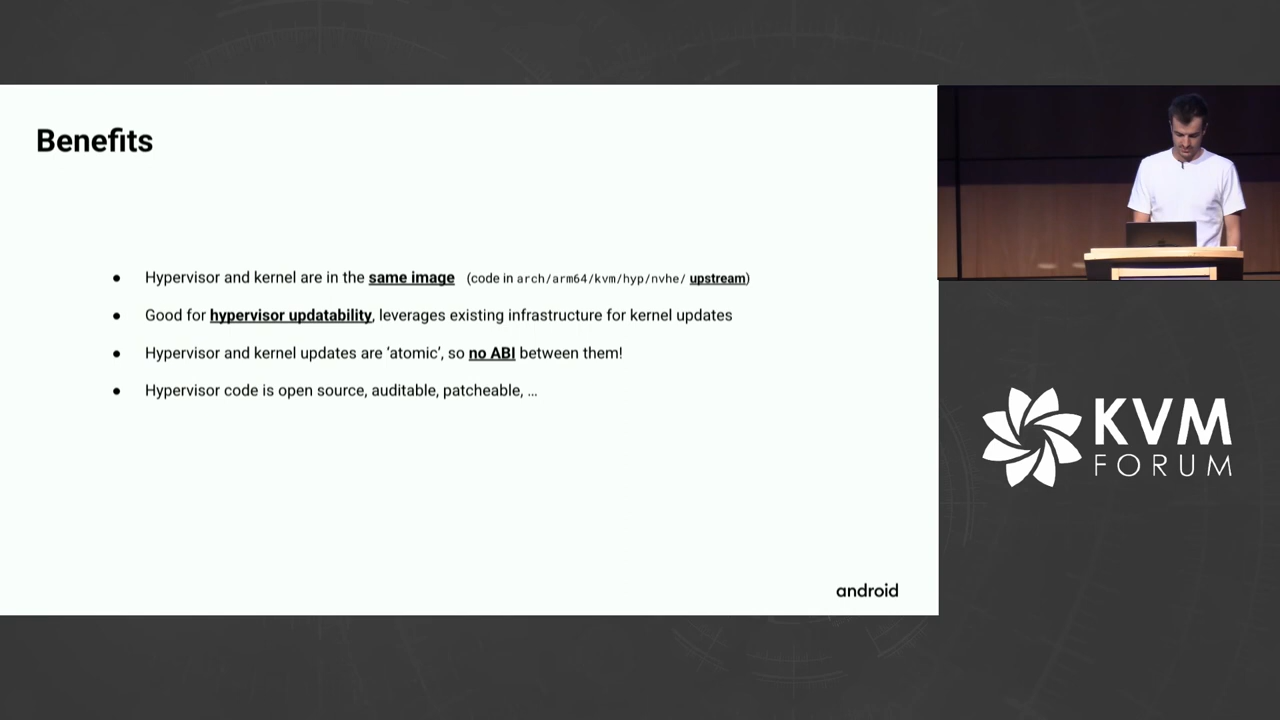 Benefits
● Hypervisor and kernel are in the same image (code in arch/arm64/kvm/hyp/nvhe/ upstream)
● Good for hypervisor updatability, leverages existing infrastructure for kernel updates
● Hypervisor and kernel updates are ‘atomic’, so no ABI between them!
● Hypervisor code is open source, auditable, patcheable, …
android
KVM
FORUM